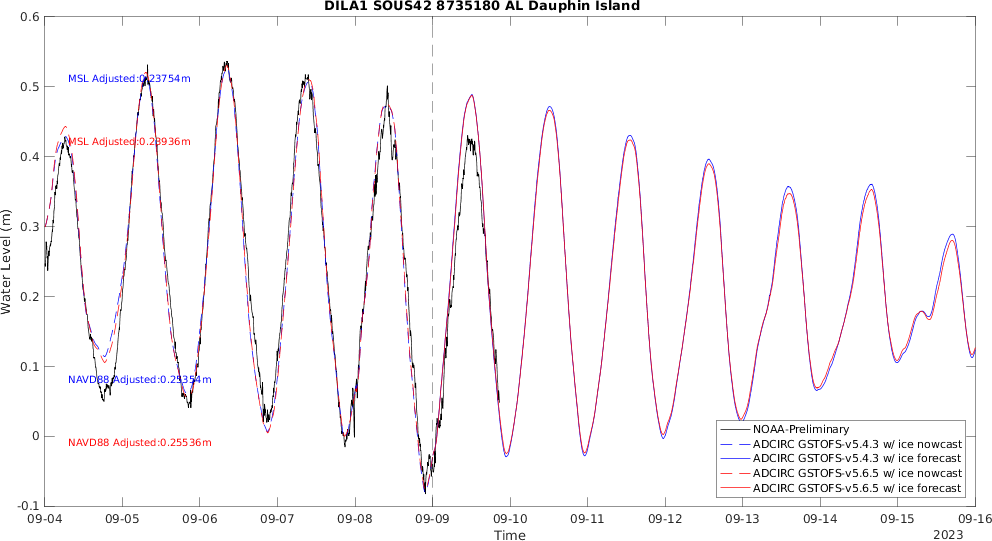 DILA1 SOUS42 8735180 AL Dauphin Island
0.6
0.5
0.4
0.3
0.2
0.1
0
-0.1
Water Level (m)
MSL Adjusted:0.23754m
MSL Adjusted:0.23936m
NAVD88 Adjusted:0.25354m
NAVD88 Adjusted:0.25536m
NOAA-Preliminary
ADCIRC GSTOFS-v5.4.3 w/ ice nowcast
ADCIRC GSTOFS-v5.4.3 w/ ice forecast
ADCIRC GSTOFS-v5.6.5 w/ ice nowcast
ADCIRC GSTOFS-v5.6.5 w/ ice forecast
09-04 09-05 09-06 09-07 09-08 09-09 09-10 09-11 09-12 09-13 09-14 09-15 09-16
Time
2023